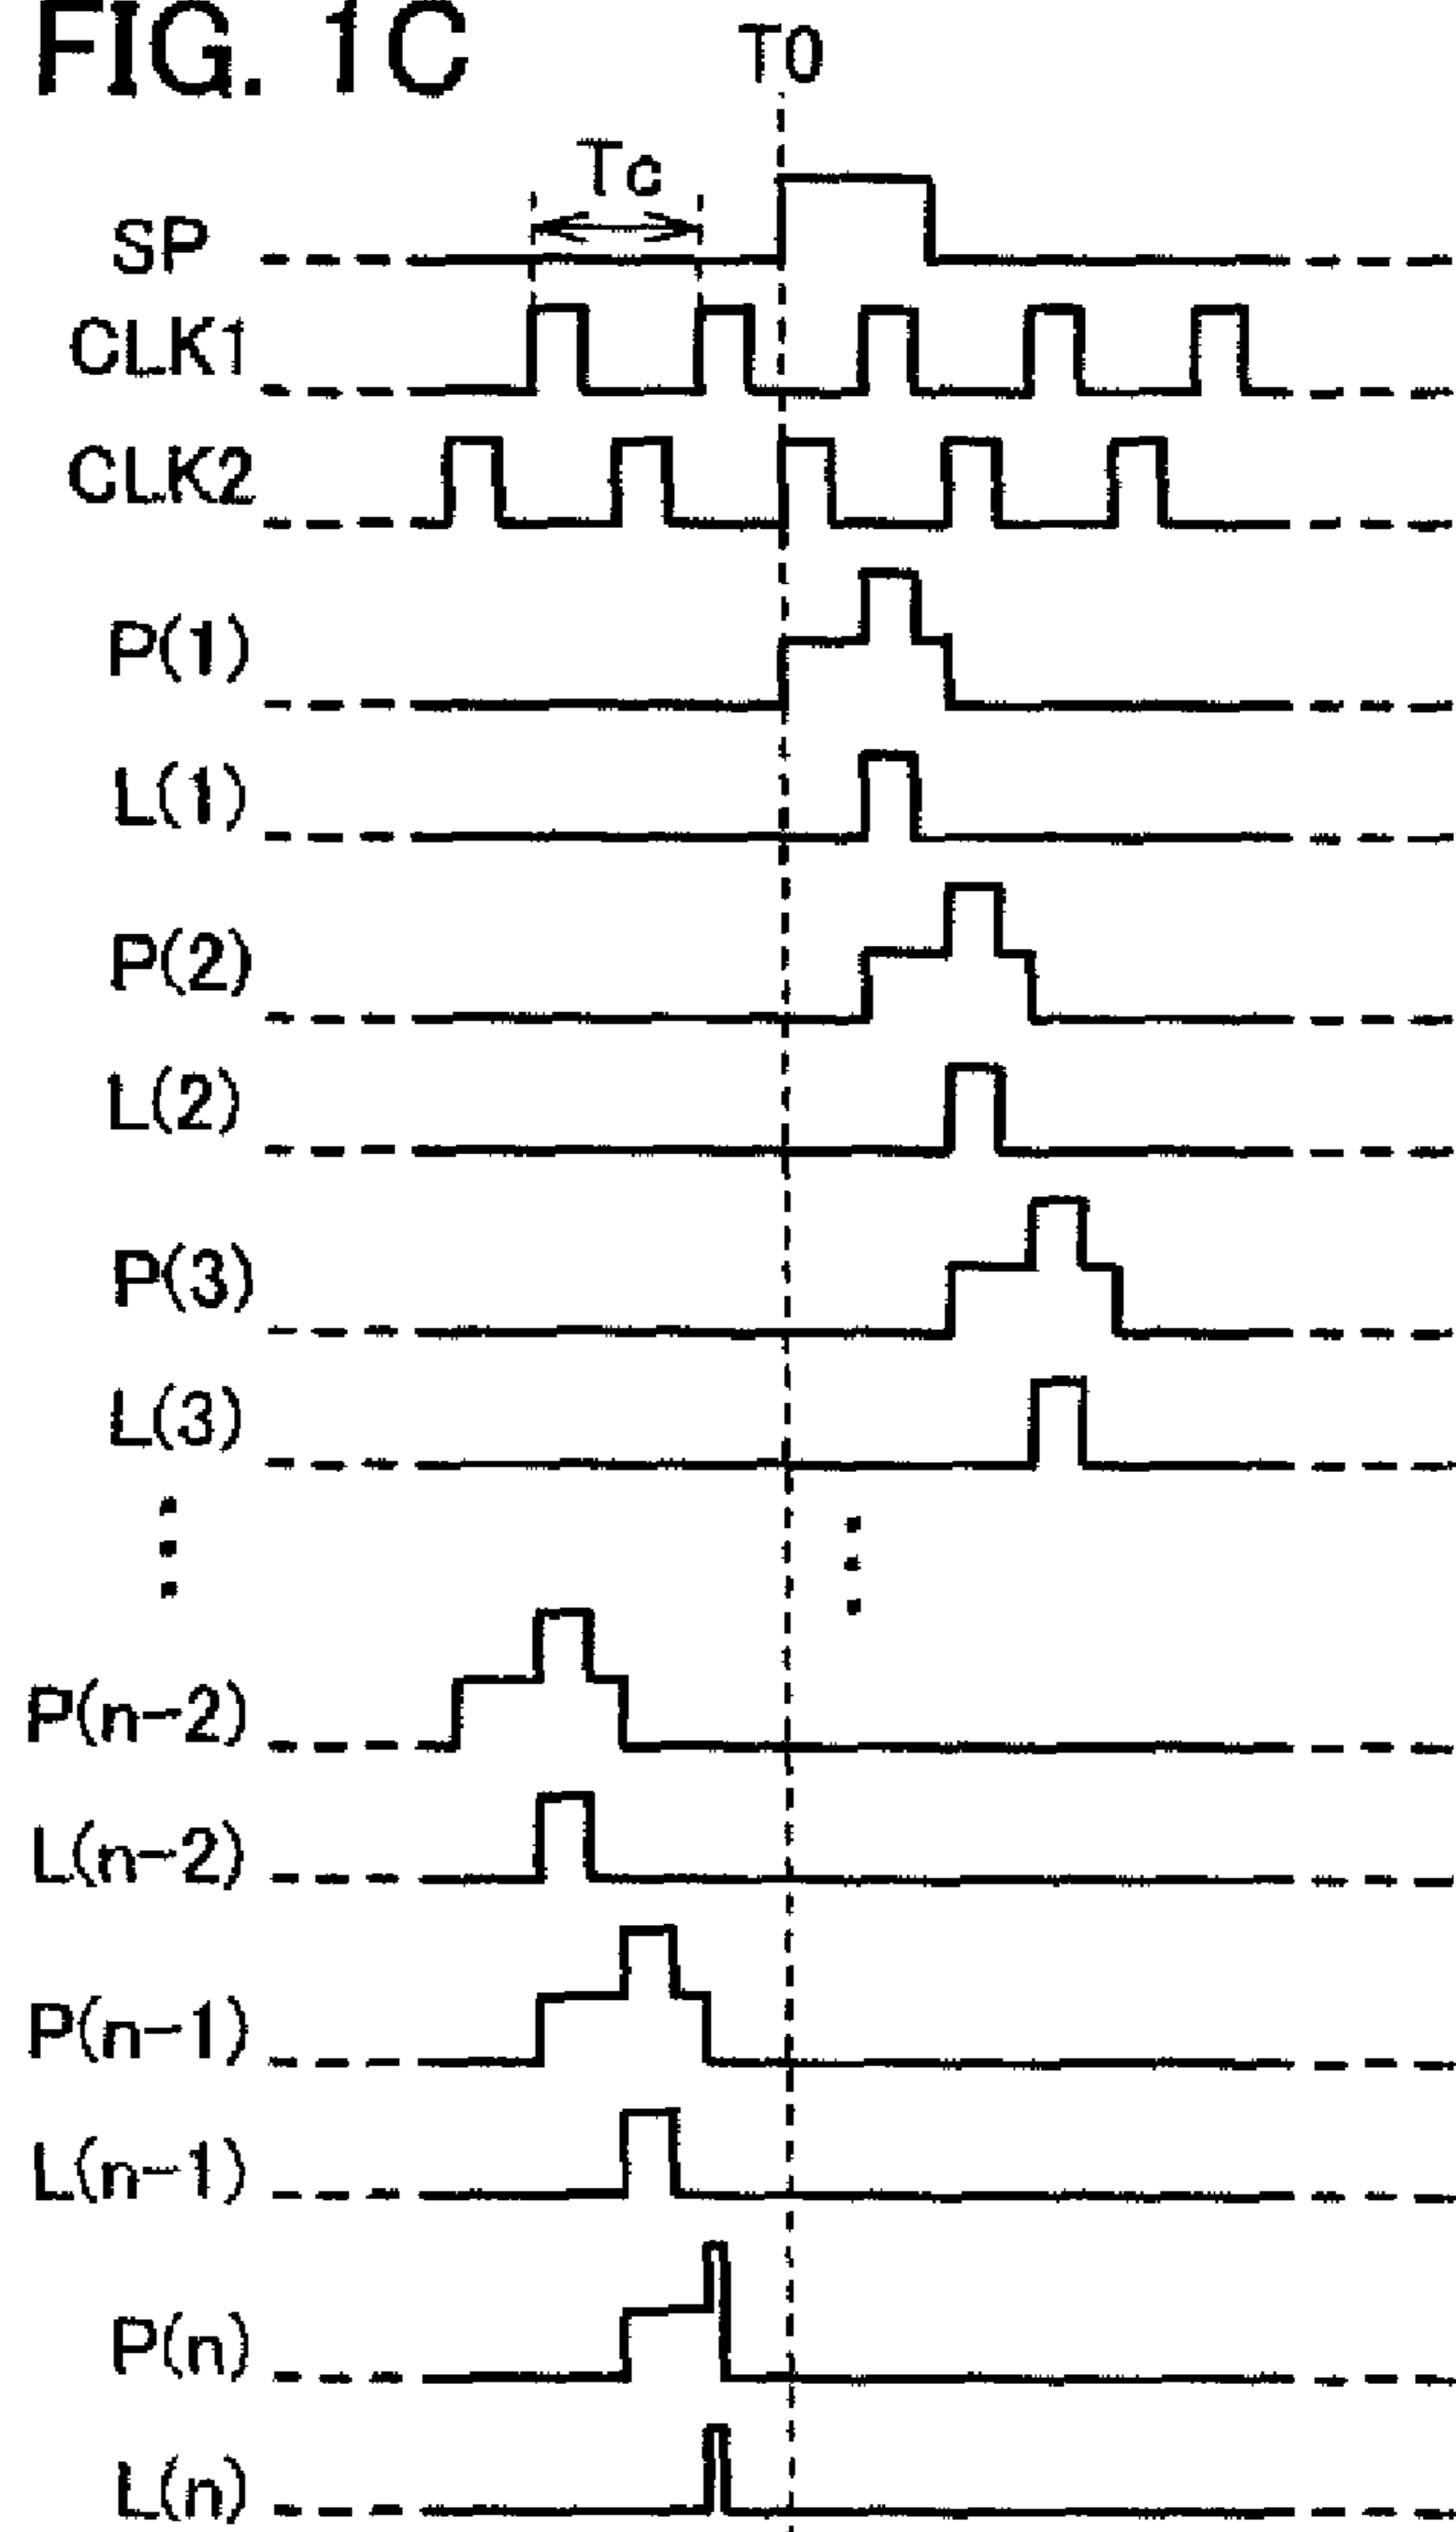 FIG. 1C
T0
Tc
SP
CLK1
CLK2
P(1)
L(1)
P(2)
L(2)
P(3)
L(3)
P(n-2)
L(n-2)
P(n-1)
L(n-1)
P(n)
L(n)